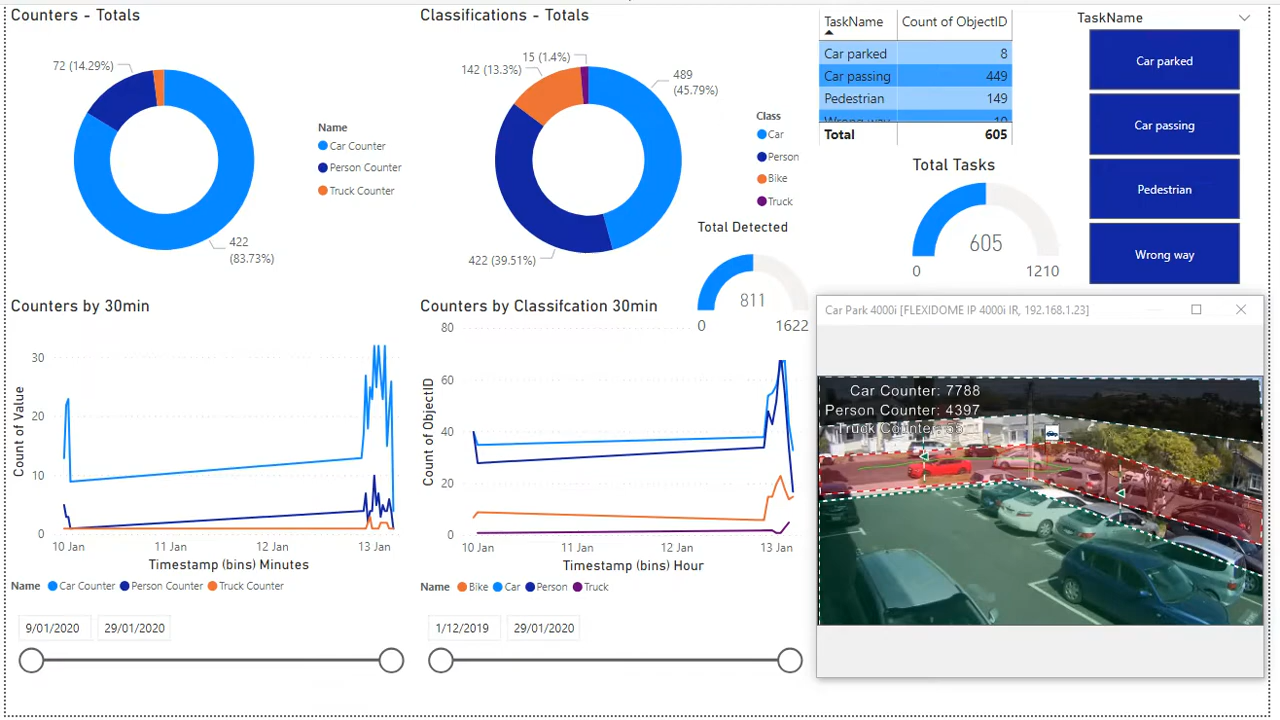 Counters - Totals
72 (14.29%)
422
(83.73%)
Name
Car Counter
Person Counter
Truck Counter
Classifications - Totals
15 (1.4%)
142 (13.3%)
489
(45.79%)
422 (39.51%)
Class
Car
Person
Bike
Truck
Total Detected
811
0
1622
TaskName Count of ObjectID
Car parked 8
Car passing 449
Pedestrian 149
Wrong way 10
Total 605
Total Tasks
605
0
1210
TaskName
Car parked
Car passing
Pedestrian
Wrong way
Counters by 30min
Count of Value
30
20
10
0
10 Jan 11 Jan 12 Jan 13 Jan
Timestamp (bins) Minutes
Name Car Counter Person Counter Truck Counter
9/01/2020 29/01/2020
Counters by Classifcation 30min
Count of ObjectID
80
60
40
20
0
10 Jan 11 Jan 12 Jan 13 Jan
Timestamp (bins) Hour
Name Bike Car Person Truck
1/12/2019 29/01/2020
Car Park 4000i [FLEXIDOME IP 4000i IR, 192.168.1.23]
Car Counter: 7788
Person Counter: 4397
Truck Counter: